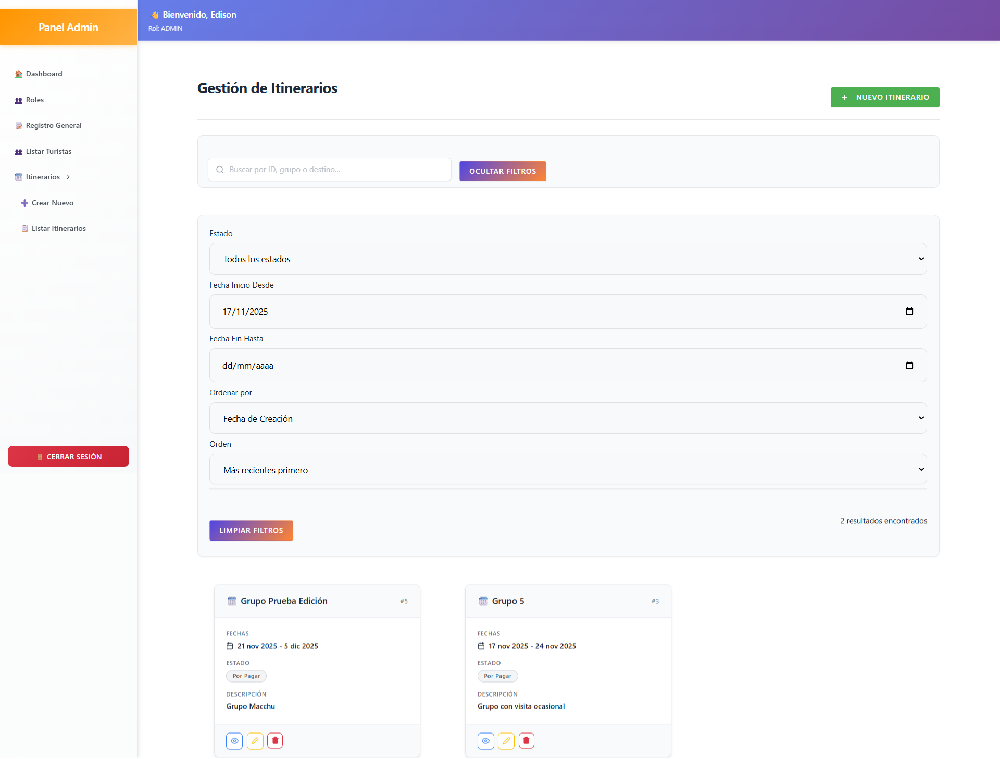 Panel Admin
👋 Bienvenido, Edison
Rol: ADMIN
Dashboard
Roles
Registro General
Listar Turistas
Itinerarios
Crear Nuevo
Listar Itinerarios
CERRAR SESIÓN
Gestión de Itinerarios
+ NUEVO ITINERARIO
Buscar por ID, grupo o destino...
OCULTAR FILTROS
Estado
Todos los estados
Fecha Inicio Desde
17/11/2025
Fecha Fin Hasta
dd/mm/aaaa
Ordenar por
Fecha de Creación
Orden
Más recientes primero
LIMPIAR FILTROS
2 resultados encontrados
Grupo Prueba Edición #5
FECHAS
21 nov 2025 - 5 dic 2025
ESTADO
Por Pagar
DESCRIPCIÓN
Grupo Macchu
Grupo 5 #3
FECHAS
17 nov 2025 - 24 nov 2025
ESTADO
Por Pagar
DESCRIPCIÓN
Grupo con visita ocasional